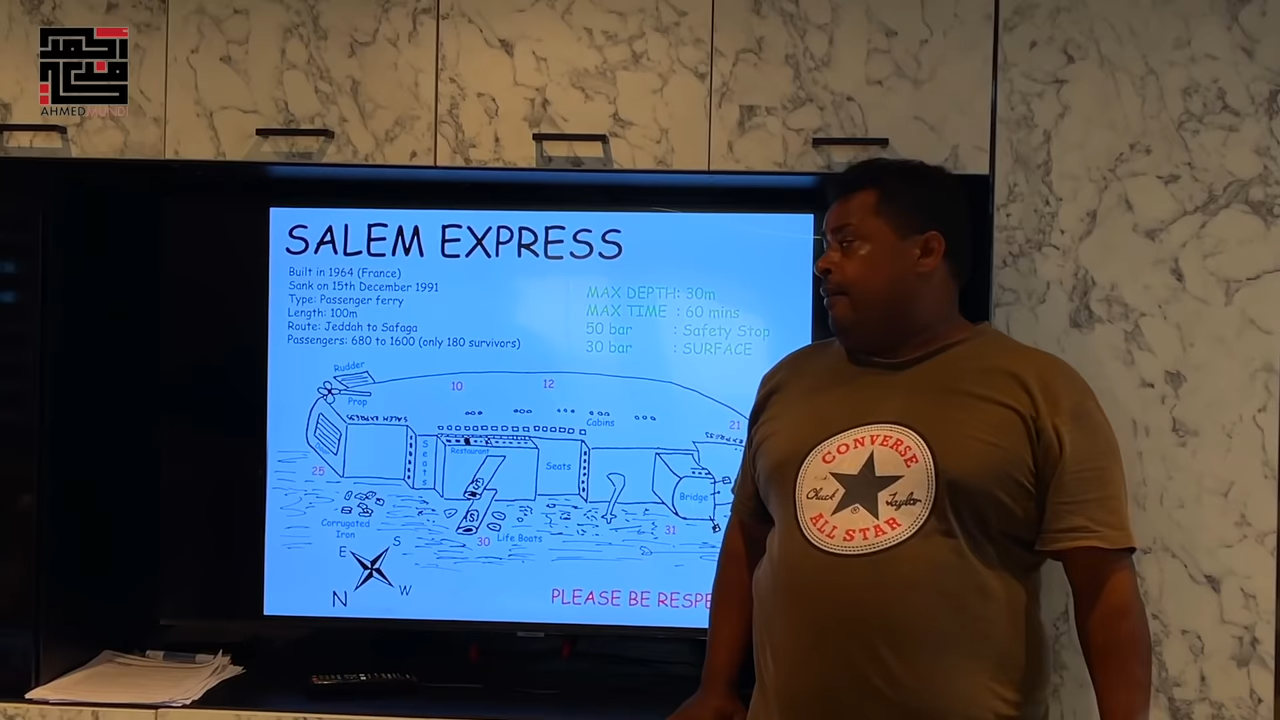 احمد
AHMED.MUNDI
SALEM EXPRESS
Built in 1964 (France)
Sank on 15th December 1991
Type: Passenger ferry
Length: 100m
Route: Jeddah to Safaga
Passengers: 680 to 1600 (only 180 survivors)
MAX DEPTH: 30m
MAX TIME : 60 mins
50 bar : Safety Stop
30 bar : SURFACE
Rudder
Prop
10
12
21
SALEM EXPRESS
Cabins
Seats
Restaurant
Seats
Bridge
25
31
30
Life Boats
Corrugated
Iron
E
S
N
W
PLEASE BE RESPE
CONVERSE
Chuck Taylor
®
ALL STAR